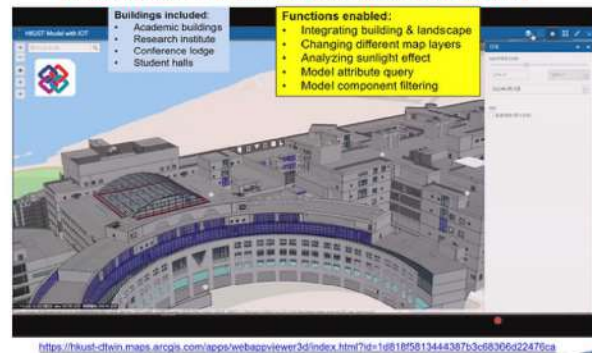 HKUST Model with IOT
Buildings included:
• Academic buildings
• Research institute
• Conference lodge
• Student halls
Functions enabled:
• Integrating building & landscape
• Changing different map layers
• Analyzing sunlight effect
• Model attribute query
• Model component filtering
https://hkust-dtwin.maps.arcgis.com/apps/webappviewer3d/index.html?id=1d818f5813444387b3c68366d22476ca